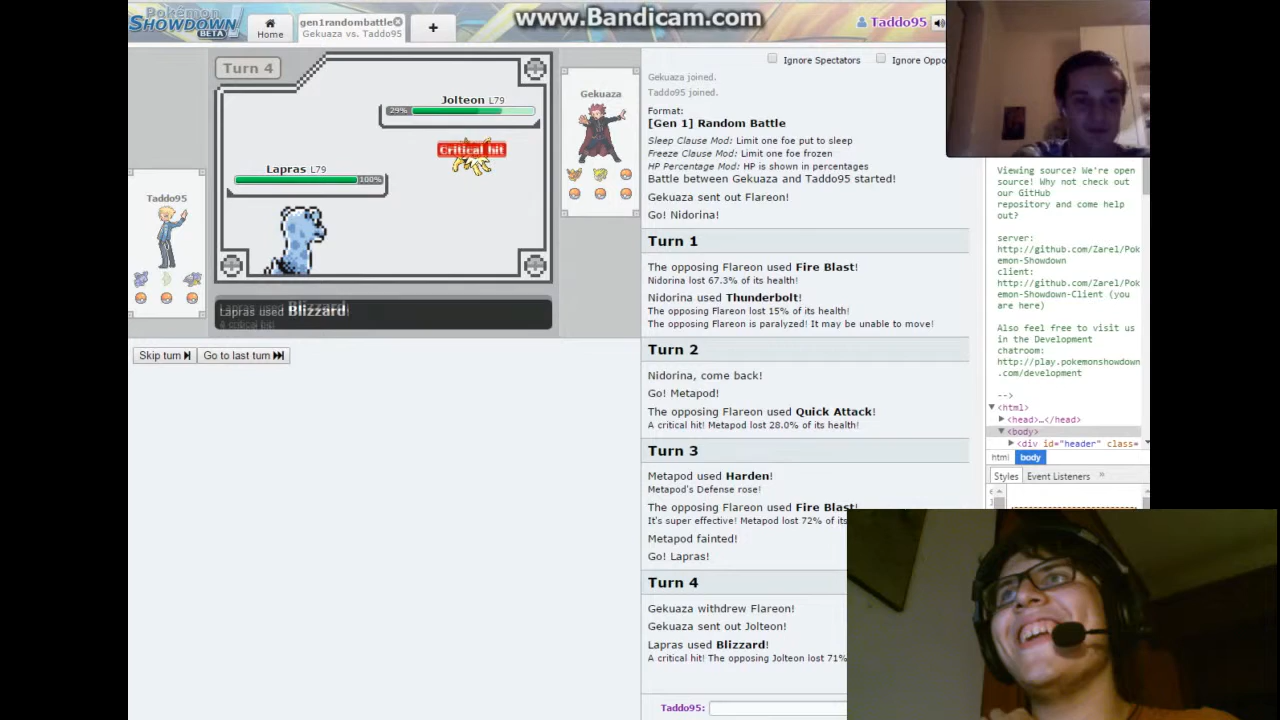 www.Bandicam.com
Pokémon
SHOWDOWN
BETA
Home
gen1randombattle
Gekuaza vs. Taddo95
+
Taddo95
Turn 4
Jolteon L79
29%
Critical hit
Lapras L79
100%
Taddo95
Gekuaza
Lapras used Blizzard!
Skip turn
Go to last turn
Ignore Spectators
Ignore Oppo
Gekuaza joined.
Taddo95 joined.
Format:
[Gen 1] Random Battle
Sleep Clause Mod: Limit one foe put to sleep
Freeze Clause Mod: Limit one foe frozen
HP Percentage Mod: HP is shown in percentages
Battle between Gekuaza and Taddo95 started!
Gekuaza sent out Flareon!
Go! Nidorina!
Turn 1
The opposing Flareon used Fire Blast!
Nidorina lost 67.3% of its health!
Nidorina used Thunderbolt!
The opposing Flareon lost 15% of its health!
The opposing Flareon is paralyzed! It may be unable to move!
Turn 2
Nidorina, come back!
Go! Metapod!
The opposing Flareon used Quick Attack!
A critical hit! Metapod lost 28.0% of its health!
Turn 3
Metapod used Harden!
Metapod's Defense rose!
The opposing Flareon used Fire Blast!
It's super effective! Metapod lost 72% of its
Metapod fainted!
Go! Lapras!
Turn 4
Gekuaza withdrew Flareon!
Gekuaza sent out Jolteon!
Lapras used Blizzard!
A critical hit! The opposing Jolteon lost 71%
Taddo95:
Viewing source? We're open
source! Why not check out
our GitHub
repository and come help
out?
server:
http://github.com/Zarel/Pok
emon-Showdown
client:
http://github.com/Zarel/Pok
emon-Showdown-Client (you
are here)
Also feel free to visit us
in the Development
chatroom:
http://play.pokemonshowdown
.com/development
-->
<html>
<head>…</head>
<body>
<div id="header" class=
html
body
Styles
Event Listeners
»